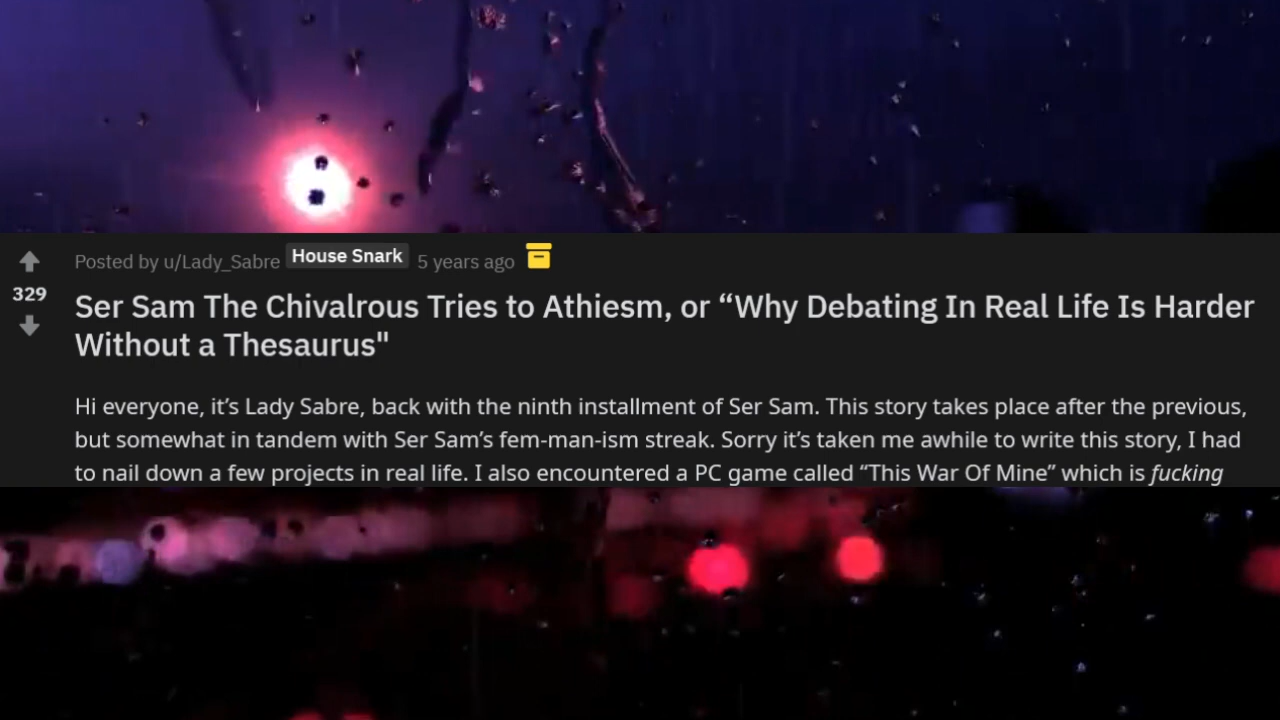 Posted by u/Lady_Sabre House Snark 5 years ago
329
Ser Sam The Chivalrous Tries to Athiesm, or “Why Debating In Real Life Is Harder
Without a Thesaurus"
Hi everyone, it’s Lady Sabre, back with the ninth installment of Ser Sam. This story takes place after the previous,
but somewhat in tandem with Ser Sam’s fem-man-ism streak. Sorry it’s taken me awhile to write this story, I had
to nail down a few projects in real life. I also encountered a PC game called “This War Of Mine” which is fucking